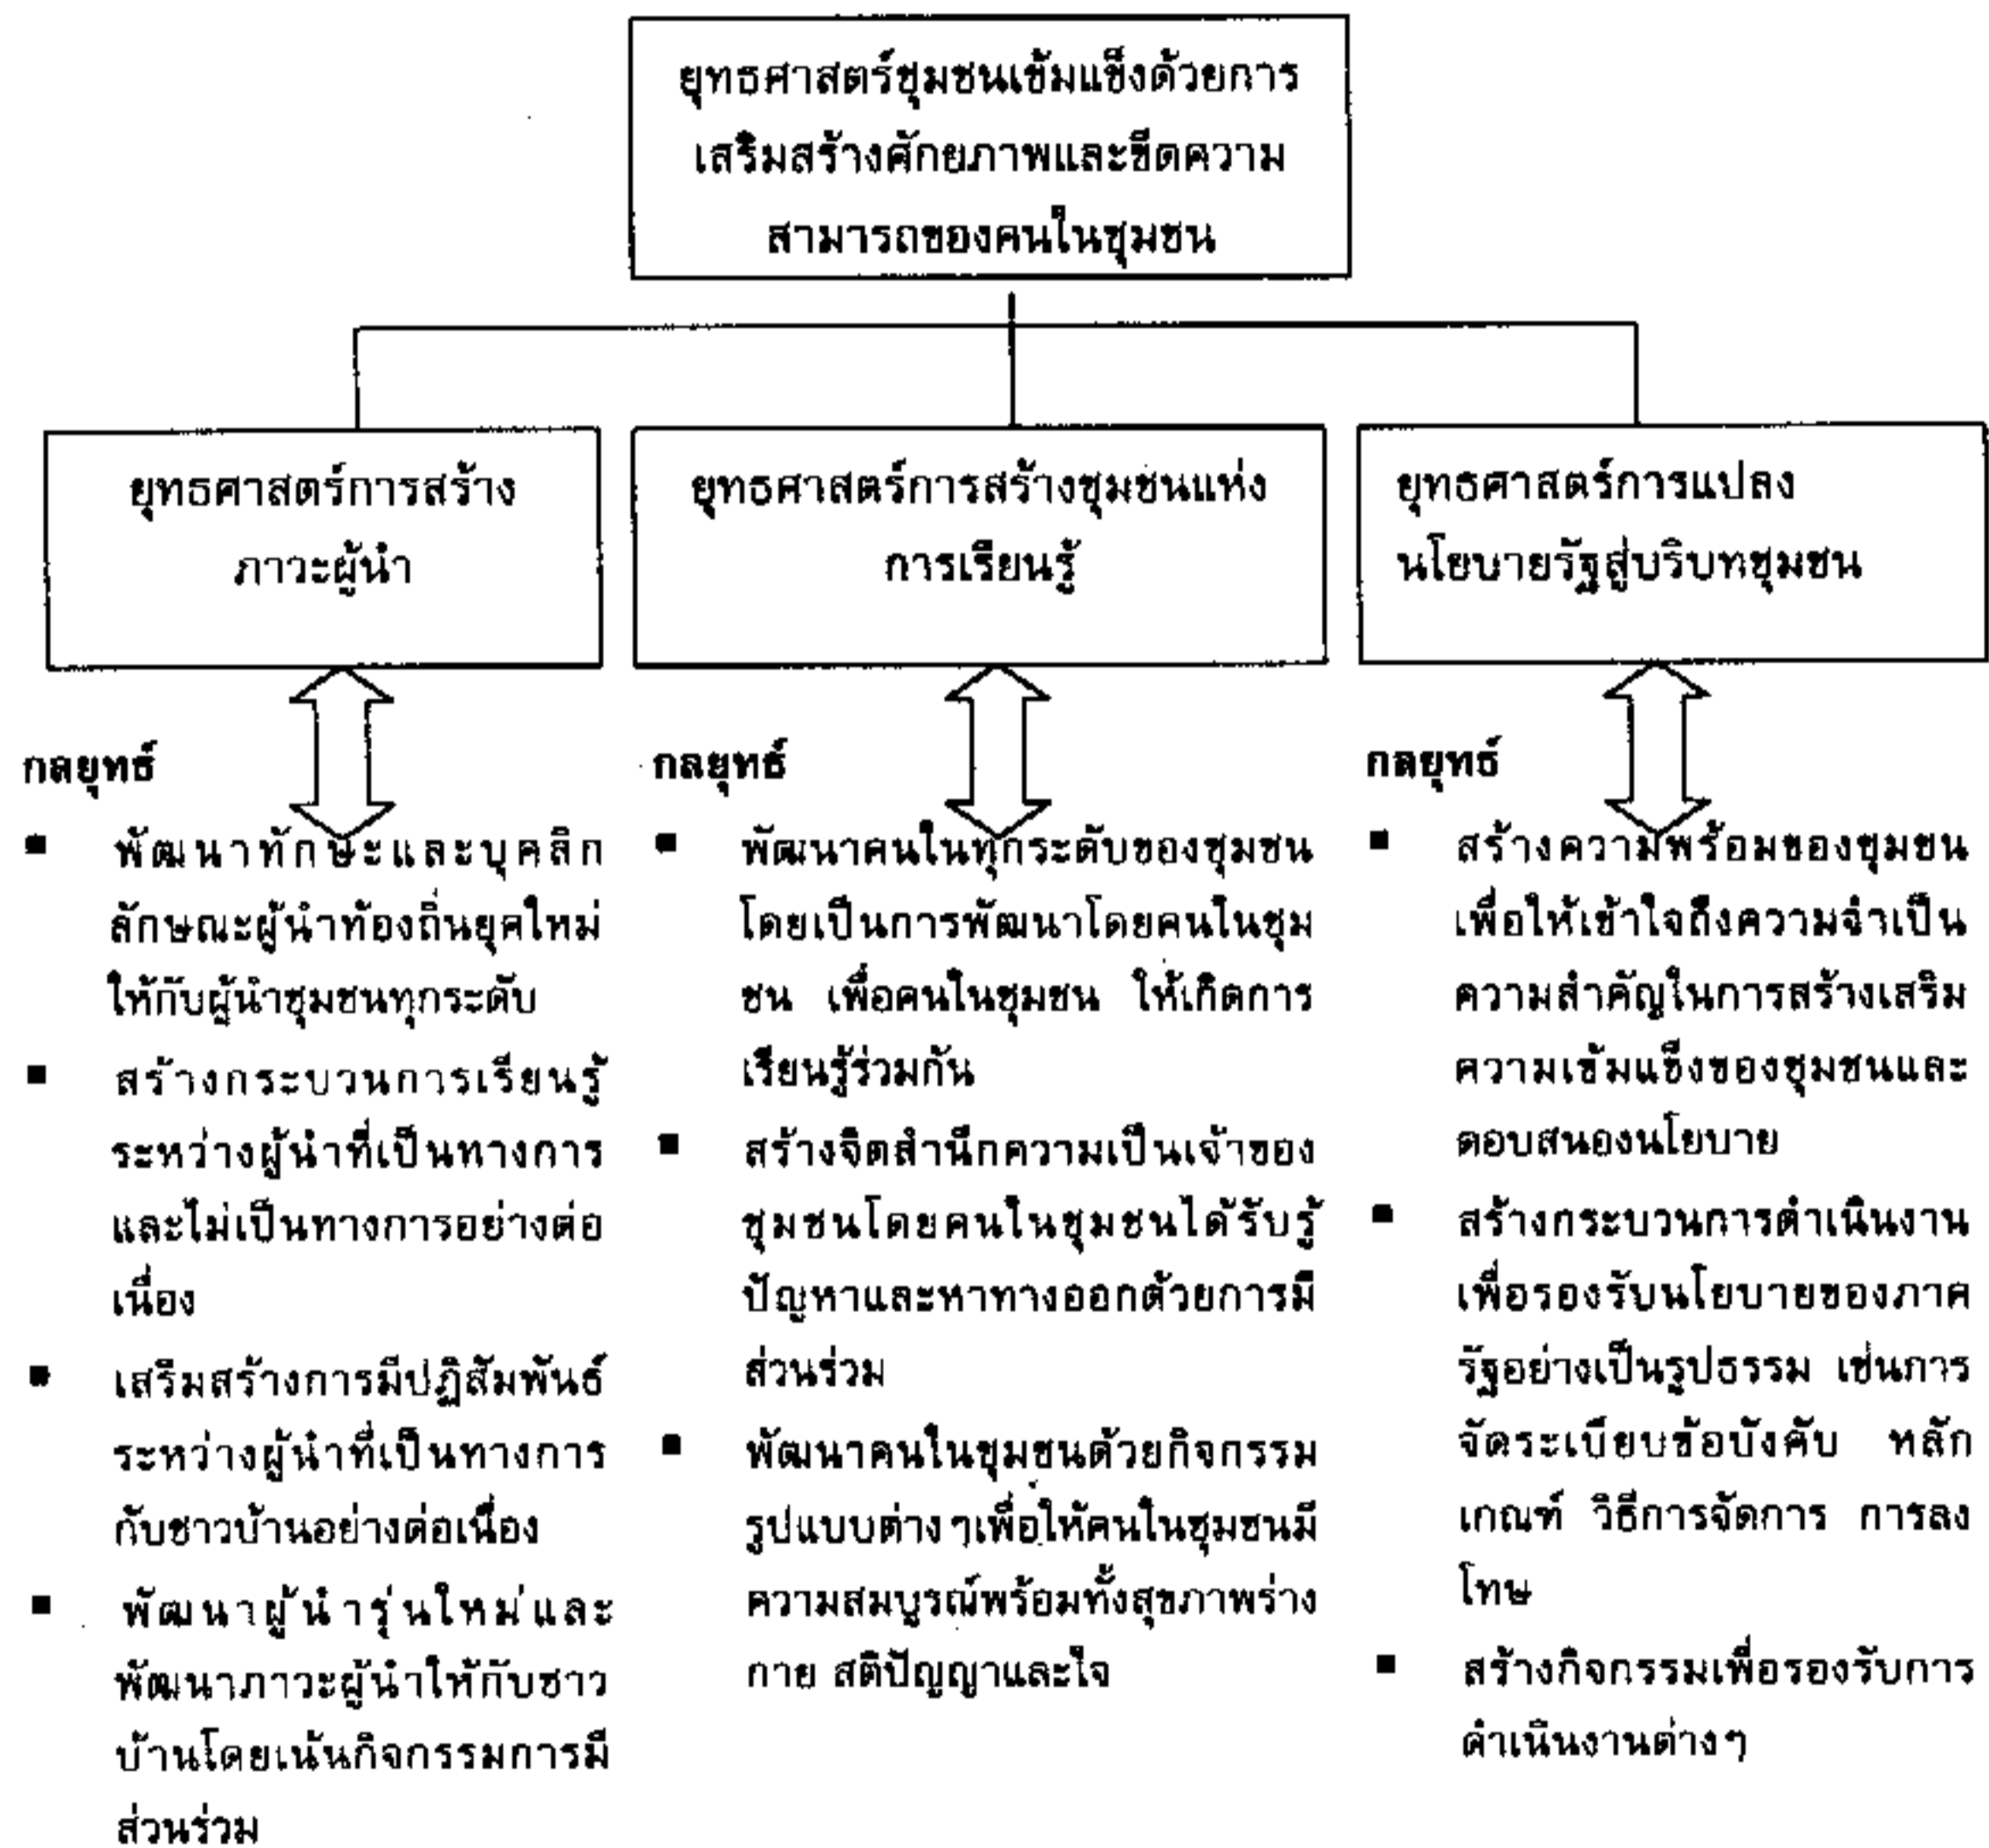 ยุทธศาสตร์ชุมชนเข้มแข็งด้วยการ
เสริมสร้างศักยภาพและขีดความ
สามารถของคนในชุมชน
ยุทธศาสตร์การสร้าง
ภาวะผู้นำ
ยุทธศาสตร์การสร้างชุมชนแห่ง
การเรียนรู้
ยุทธศาสตร์การแปลง
นโยบายรัฐสู่บริบทชุมชน
กลยุทธ์
▪ พัฒนาทักษะและบุคลิก
ลักษณะผู้นำท้องถิ่นยุคใหม่
ให้กับผู้นำชุมชนทุกระดับ
▪ สร้างกระบวนการเรียนรู้
ระหว่างผู้นำที่เป็นทางการ
และไม่เป็นทางการอย่างต่อ
เนื่อง
▪ เสริมสร้างการมีปฏิสัมพันธ์
ระหว่างผู้นำที่เป็นทางการ
กับชาวบ้านอย่างต่อเนื่อง
▪ พัฒนาผู้นำรุ่นใหม่และ
พัฒนาภาวะผู้นำให้กับชาว
บ้านโดยเน้นกิจกรรมการมี
ส่วนร่วม
กลยุทธ์
▪ พัฒนาคนในทุกระดับของชุมชน
โดยเป็นการพัฒนาโดยคนในชุม
ชน เพื่อคนในชุมชน ให้เกิดการ
เรียนรู้ร่วมกัน
▪ สร้างจิตสำนึกความเป็นเจ้าของ
ชุมชนโดยคนในชุมชนได้รับรู้
ปัญหาและหาทางออกด้วยการมี
ส่วนร่วม
▪ พัฒนาคนในชุมชนด้วยกิจกรรม
รูปแบบต่างๆเพื่อให้คนในชุมชนมี
ความสมบูรณ์พร้อมทั้งสุขภาพร่าง
กาย สติปัญญาและใจ
กลยุทธ์
▪ สร้างความพร้อมของชุมชน
เพื่อให้เข้าใจถึงความจำเป็น
ความสำคัญในการสร้างเสริม
ความเข้มแข็งของชุมชนและ
ตอบสนองนโยบาย
▪ สร้างกระบวนการดำเนินงาน
เพื่อรองรับนโยบายของภาค
รัฐอย่างเป็นรูปธรรม เช่นการ
จัดระเบียบข้อบังคับ หลัก
เกณฑ์ วิธีการจัดการ การลง
โทษ
▪ สร้างกิจกรรมเพื่อรองรับการ
ดำเนินงานต่างๆ